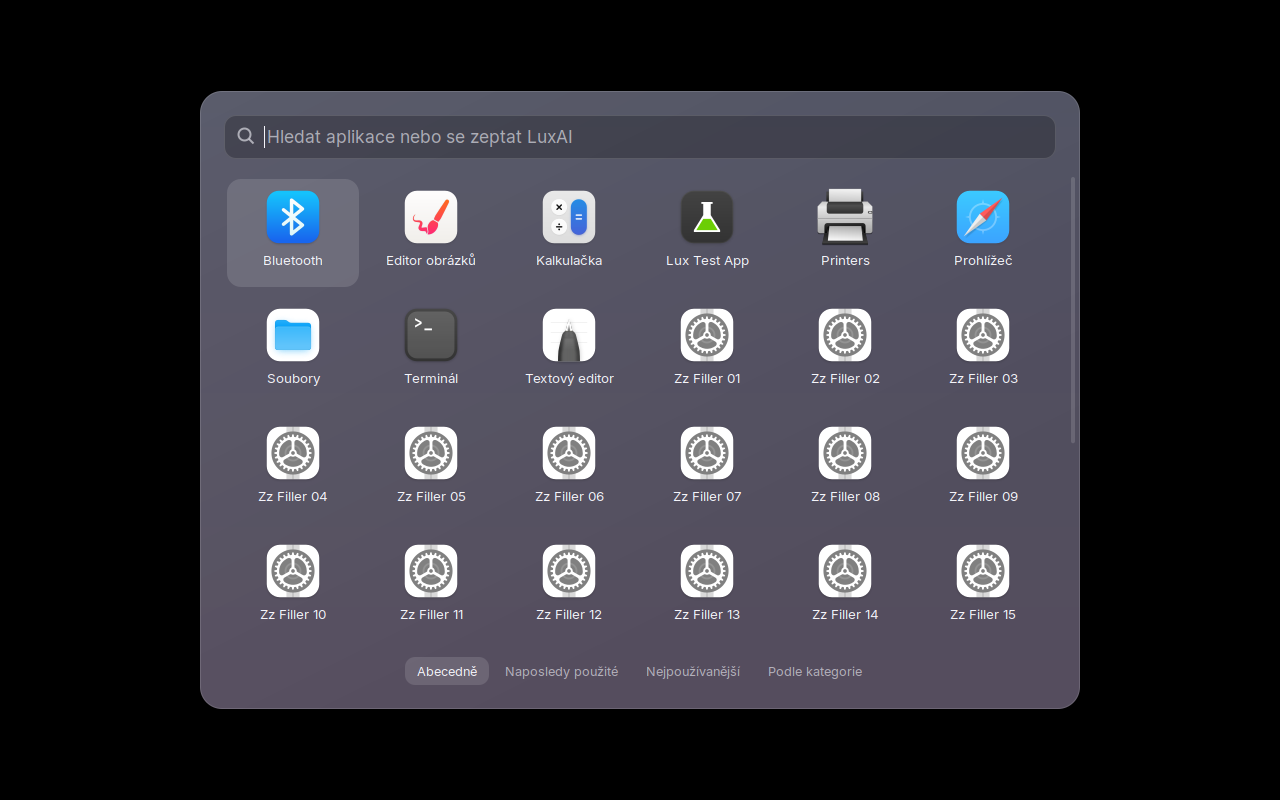 Hledat aplikace nebo se zeptat LuxAI
Bluetooth Editor obrázků Kalkulačka Lux Test App Printers Prohlížeč
Soubory Terminál Textový editor Zz Filler 01 Zz Filler 02 Zz Filler 03
Zz Filler 04 Zz Filler 05 Zz Filler 06 Zz Filler 07 Zz Filler 08 Zz Filler 09
Zz Filler 10 Zz Filler 11 Zz Filler 12 Zz Filler 13 Zz Filler 14 Zz Filler 15
Abecedně Naposledy použité Nejpoužívanější Podle kategorie